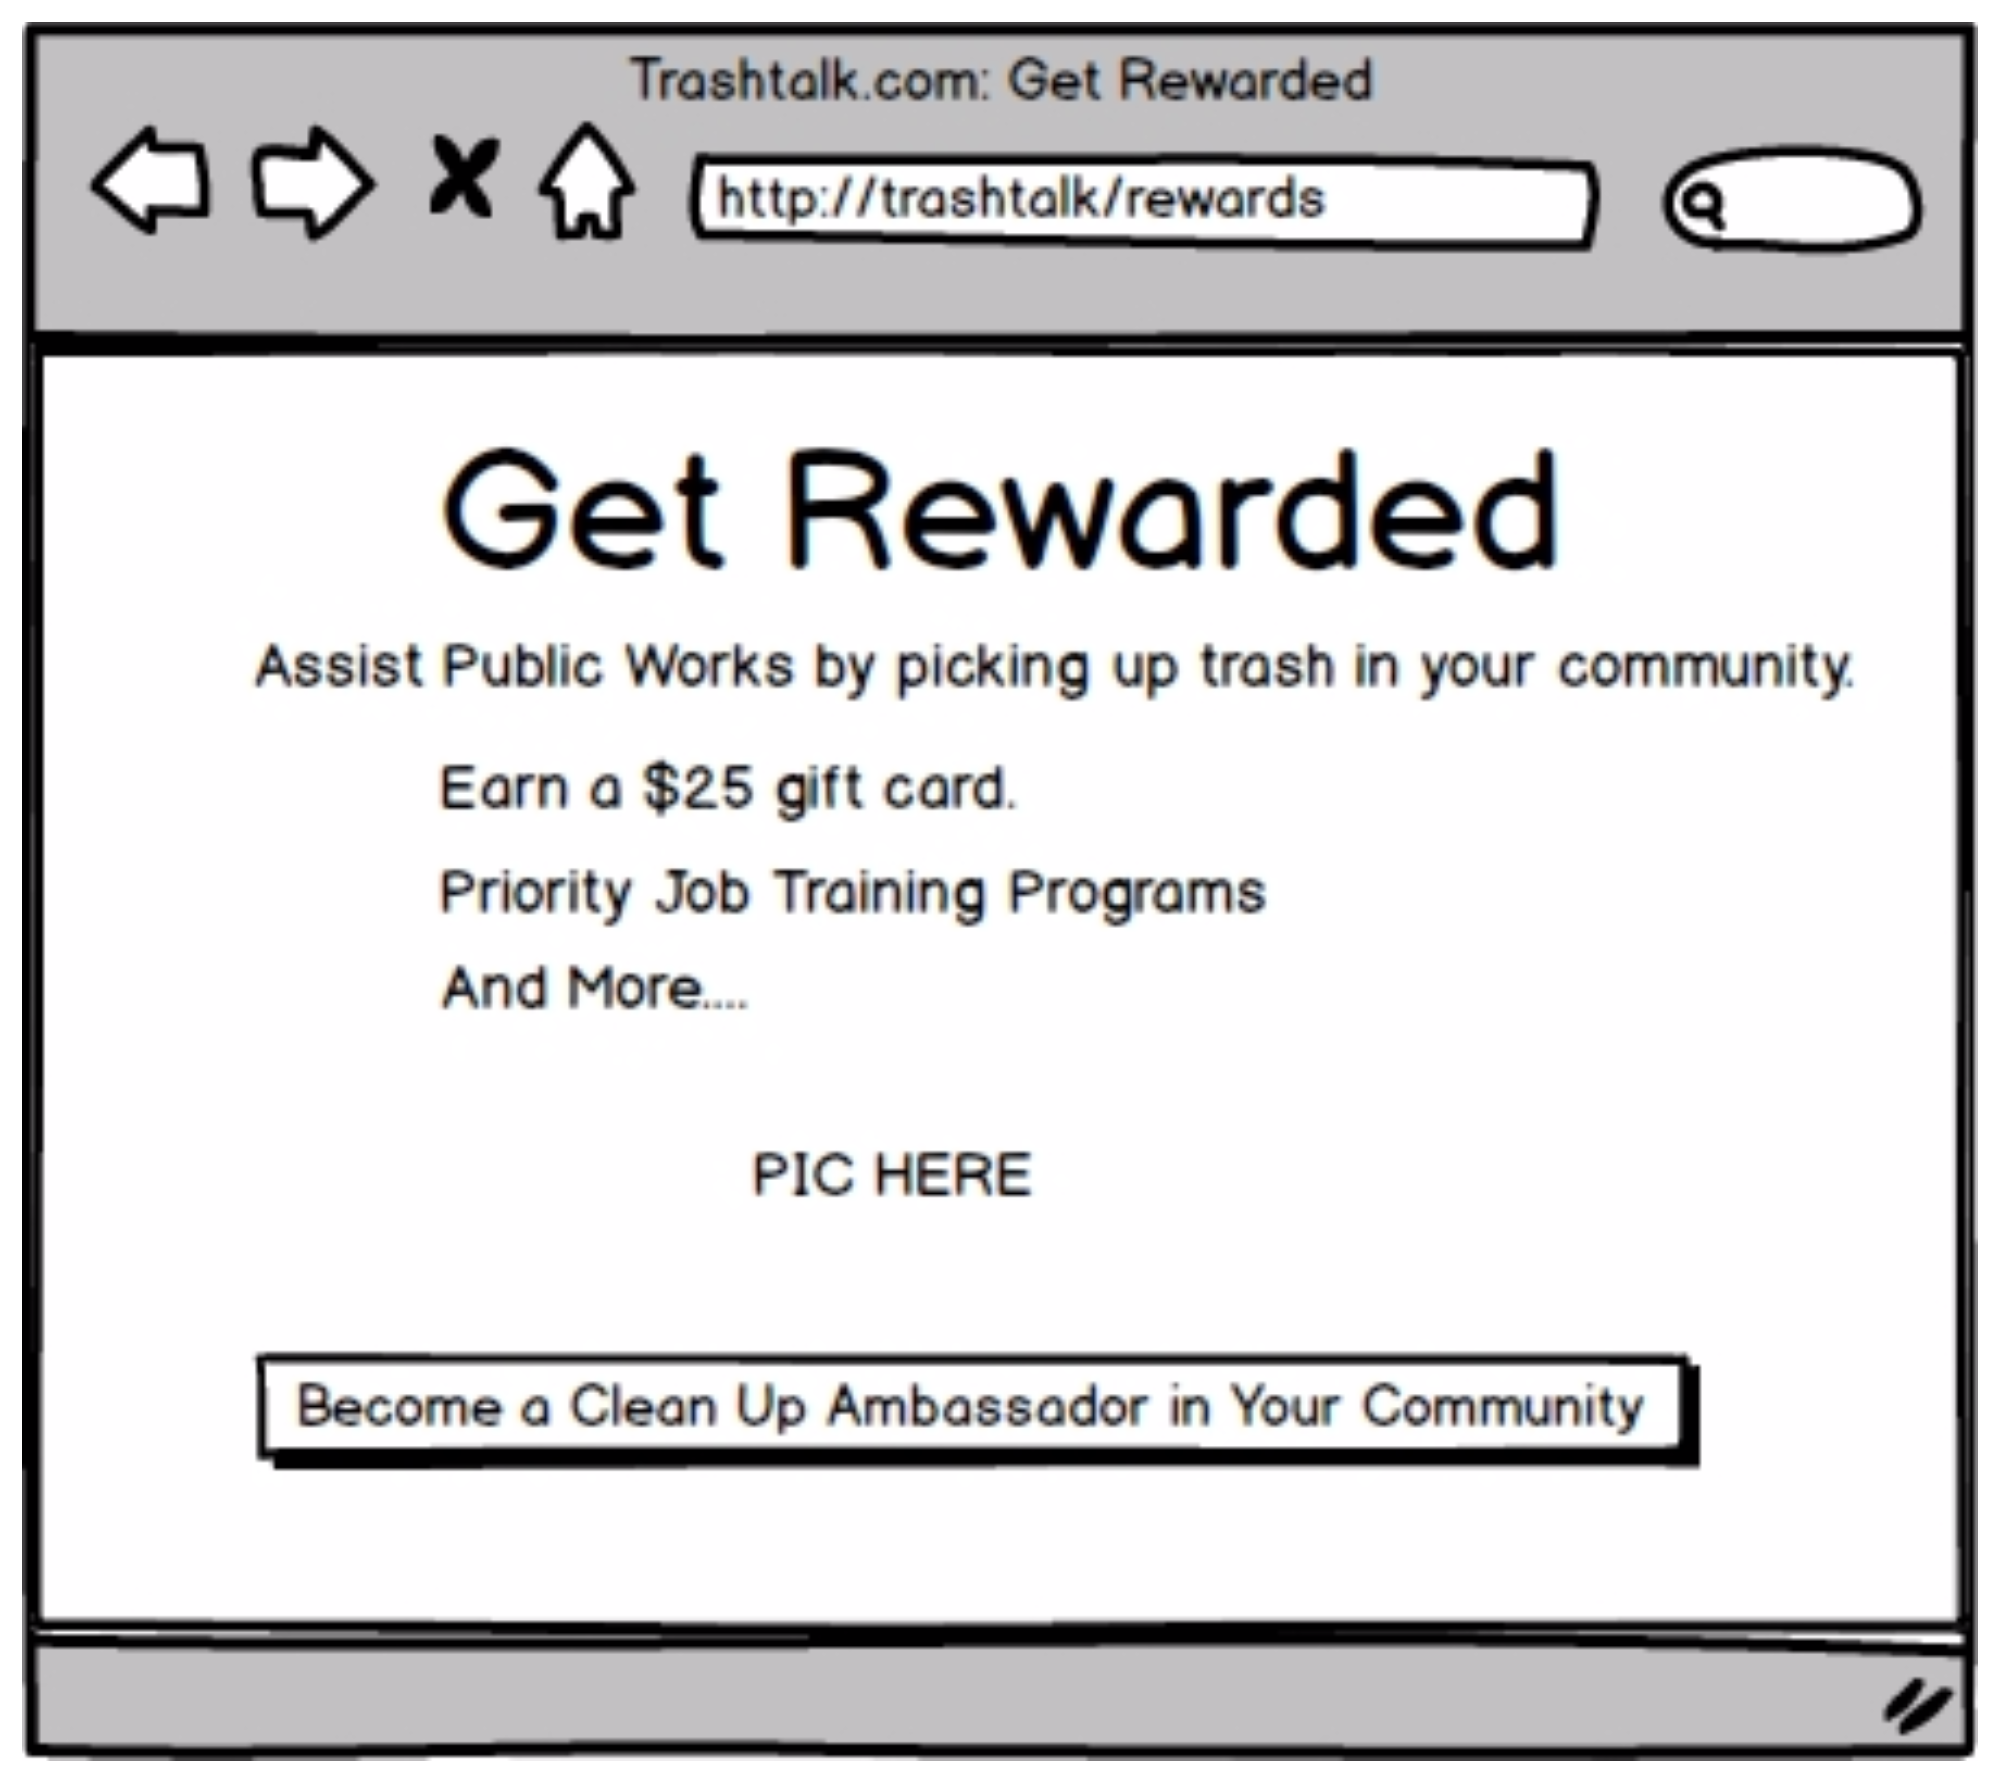 Trashtalk.com: Get Rewarded
http://trashtalk/rewards
Get Rewarded
Assist Public Works by picking up trash in your community.
Earn a $25 gift card.
Priority Job Training Programs
And More....
PIC HERE
Become a Clean Up Ambassador in Your Community